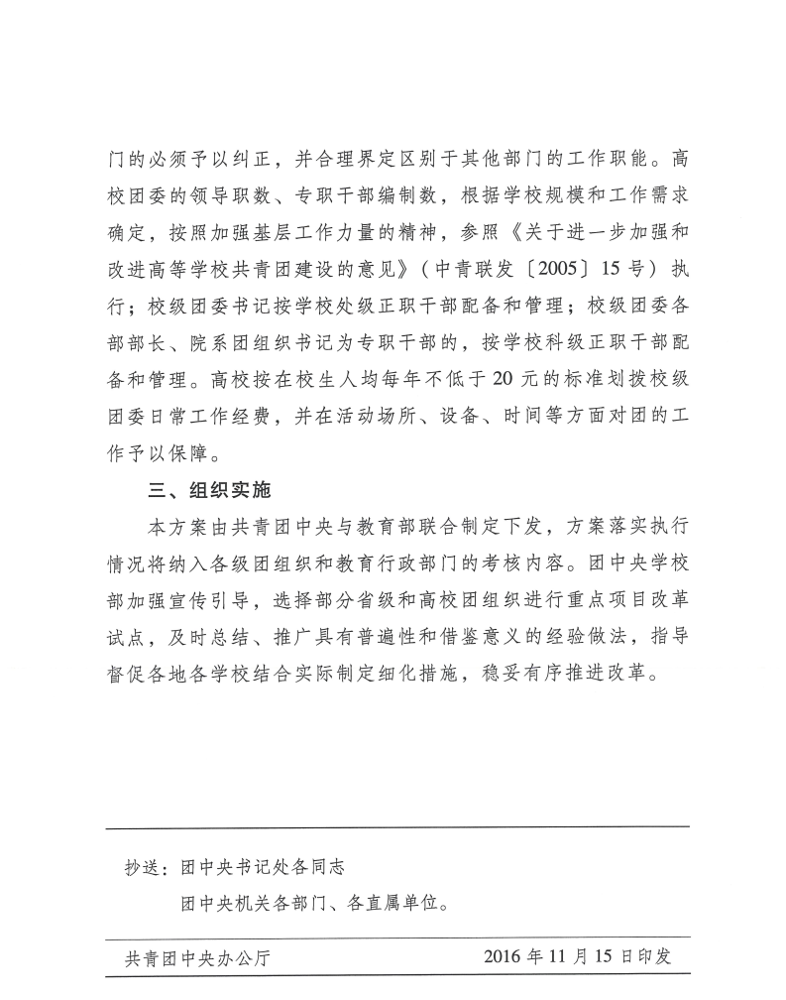 门的必须予以纠正，并合理界定区别于其他部门的工作职能。高
校团委的领导职数、专职干部编制数，根据学校规模和工作需求
确定，按照加强基层工作力量的精神，参照《关于进一步加强和
改进高等学校共青团建设的意见》（中青联发〔2005〕15 号）执
行；校级团委书记按学校处级正职干部配备和管理；校级团委各
部部长、院系团组织书记为专职干部的，按学校科级正职干部配
备和管理。高校按在校生人均每年不低于 20 元的标准划拨校级
团委日常工作经费，并在活动场所、设备、时间等方面对团的工
作予以保障。
三、组织实施
本方案由共青团中央与教育部联合制定下发，方案落实执行
情况将纳入各级团组织和教育行政部门的考核内容。团中央学校
部加强宣传引导，选择部分省级和高校团组织进行重点项目改革
试点，及时总结、推广具有普遍性和借鉴意义的经验做法，指导
督促各地各学校结合实际制定细化措施，稳妥有序推进改革。
抄送：团中央书记处各同志
团中央机关各部门、各直属单位。
共青团中央办公厅 2016 年 11 月 15 日印发